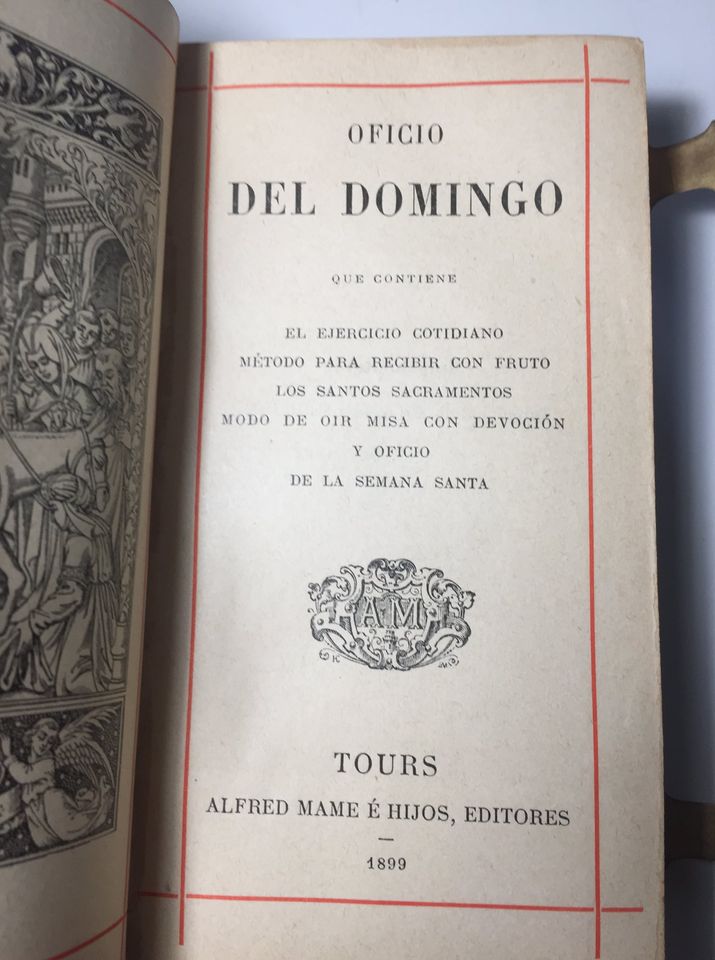 OFICIO
DEL DOMINGO
QUE CONTIENE
EL EJERCICIO COTIDIANO
MÉTODO PARA RECIBIR CON FRUTO
LOS SANTOS SACRAMENTOS
MODO DE OIR MISA CON DEVOCIÓN
Y OFICIO
DE LA SEMANA SANTA
AM
TOURS
ALFRED MAME É HIJOS, EDITORES
—
1899